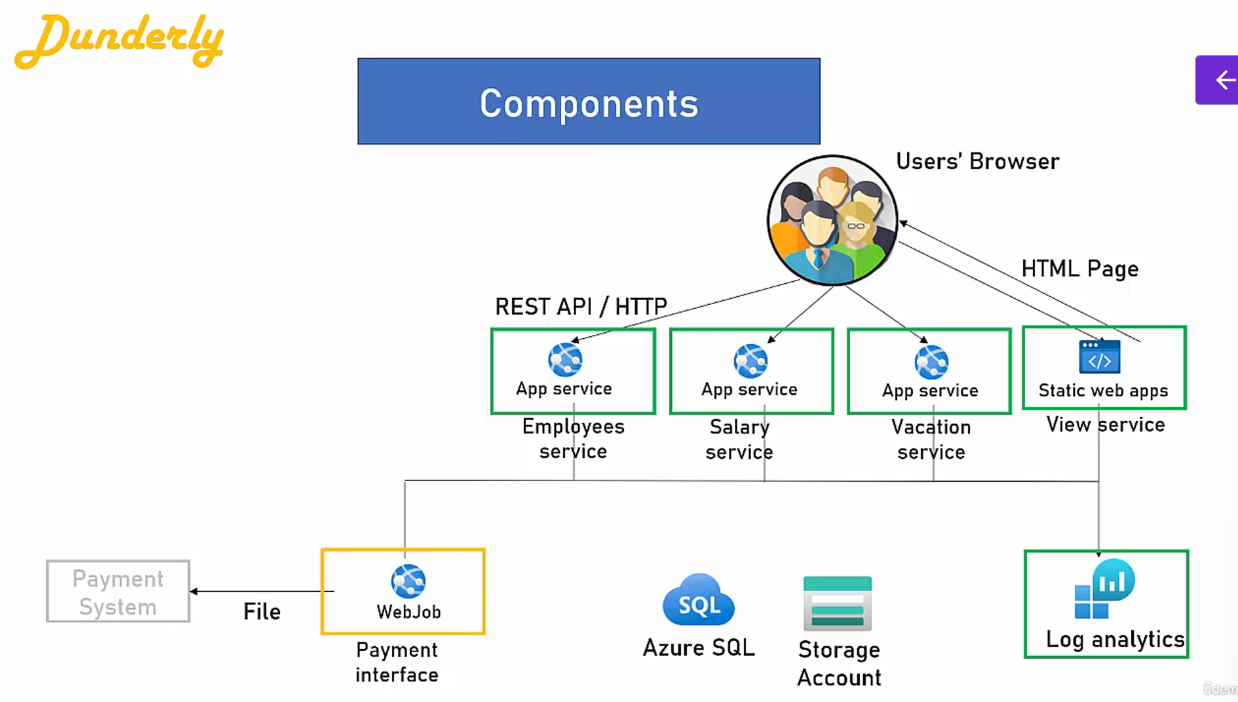 Dunderly
Components
Users' Browser
HTML Page
REST API / HTTP
App service
App service
App service
Static web apps
Employees
service
Salary
service
Vacation
service
View service
Payment
System
File
WebJob
Payment
interface
SQL
Azure SQL
Storage
Account
Log analytics